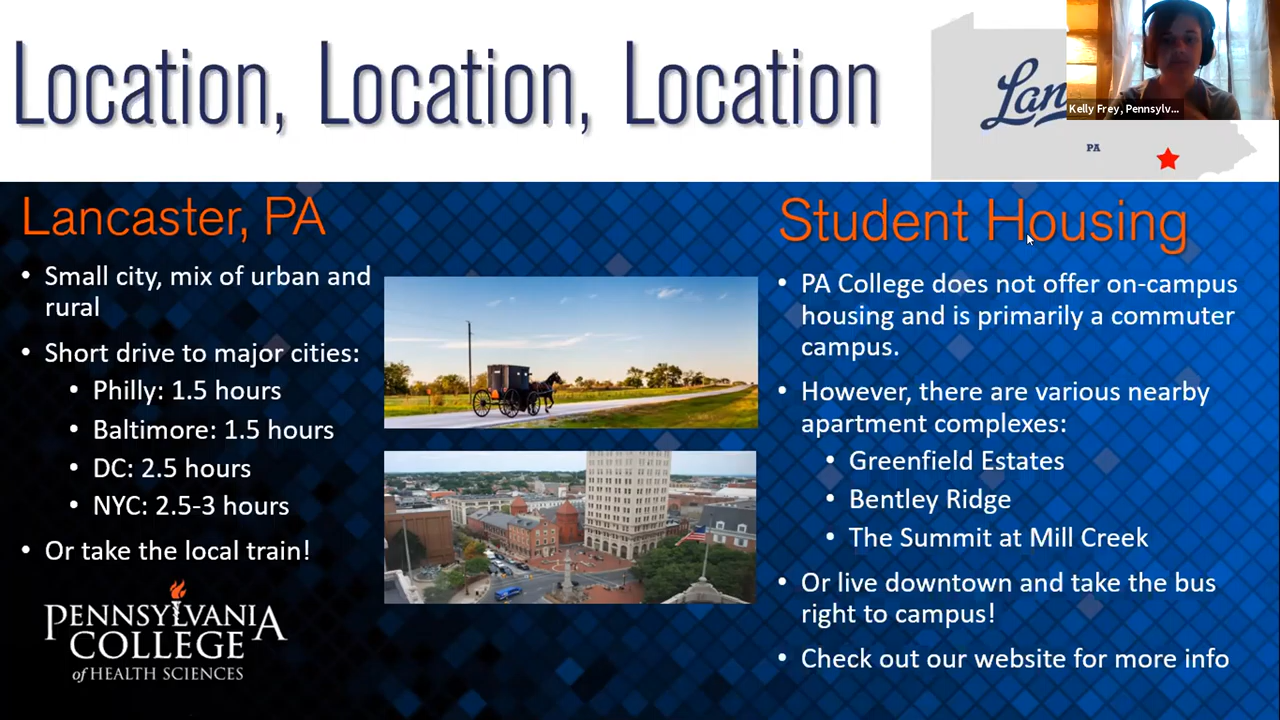 Location, Location, Location
Lan
PA
Kelly Frey, Pennsylv...
Lancaster, PA
• Small city, mix of urban and
rural
• Short drive to major cities:
• Philly: 1.5 hours
• Baltimore: 1.5 hours
• DC: 2.5 hours
• NYC: 2.5-3 hours
• Or take the local train!
PENNSYLVANIA
COLLEGE
of HEALTH SCIENCES
Student Housing
• PA College does not offer on-campus
housing and is primarily a commuter
campus.
• However, there are various nearby
apartment complexes:
• Greenfield Estates
• Bentley Ridge
• The Summit at Mill Creek
• Or live downtown and take the bus
right to campus!
• Check out our website for more info